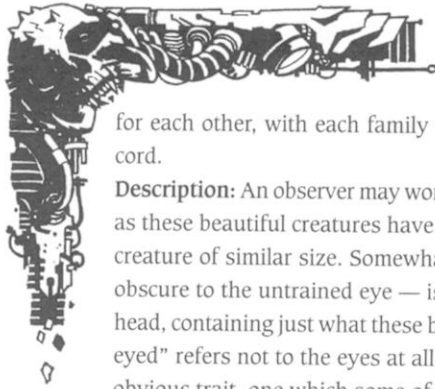 for each other, with each family
cord.
Description: An observer may wor
as these beautiful creatures have
creature of similar size. Somewha
obscure to the untrained eye — is
head, containing just what these b
eyed” refers not to the eyes at all
obvious trait, one which some of